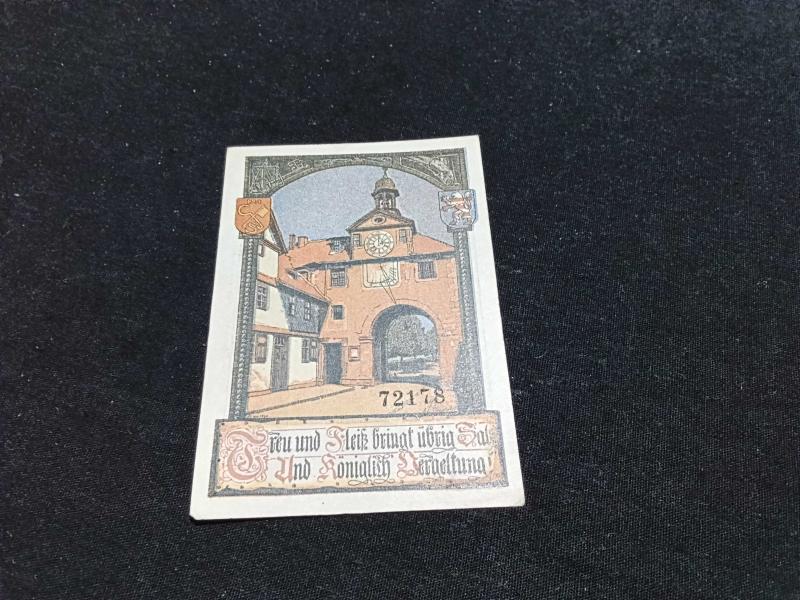 72178
Treu und Fleiß bringt übrig Sal
Und Königlich Vergeltung!